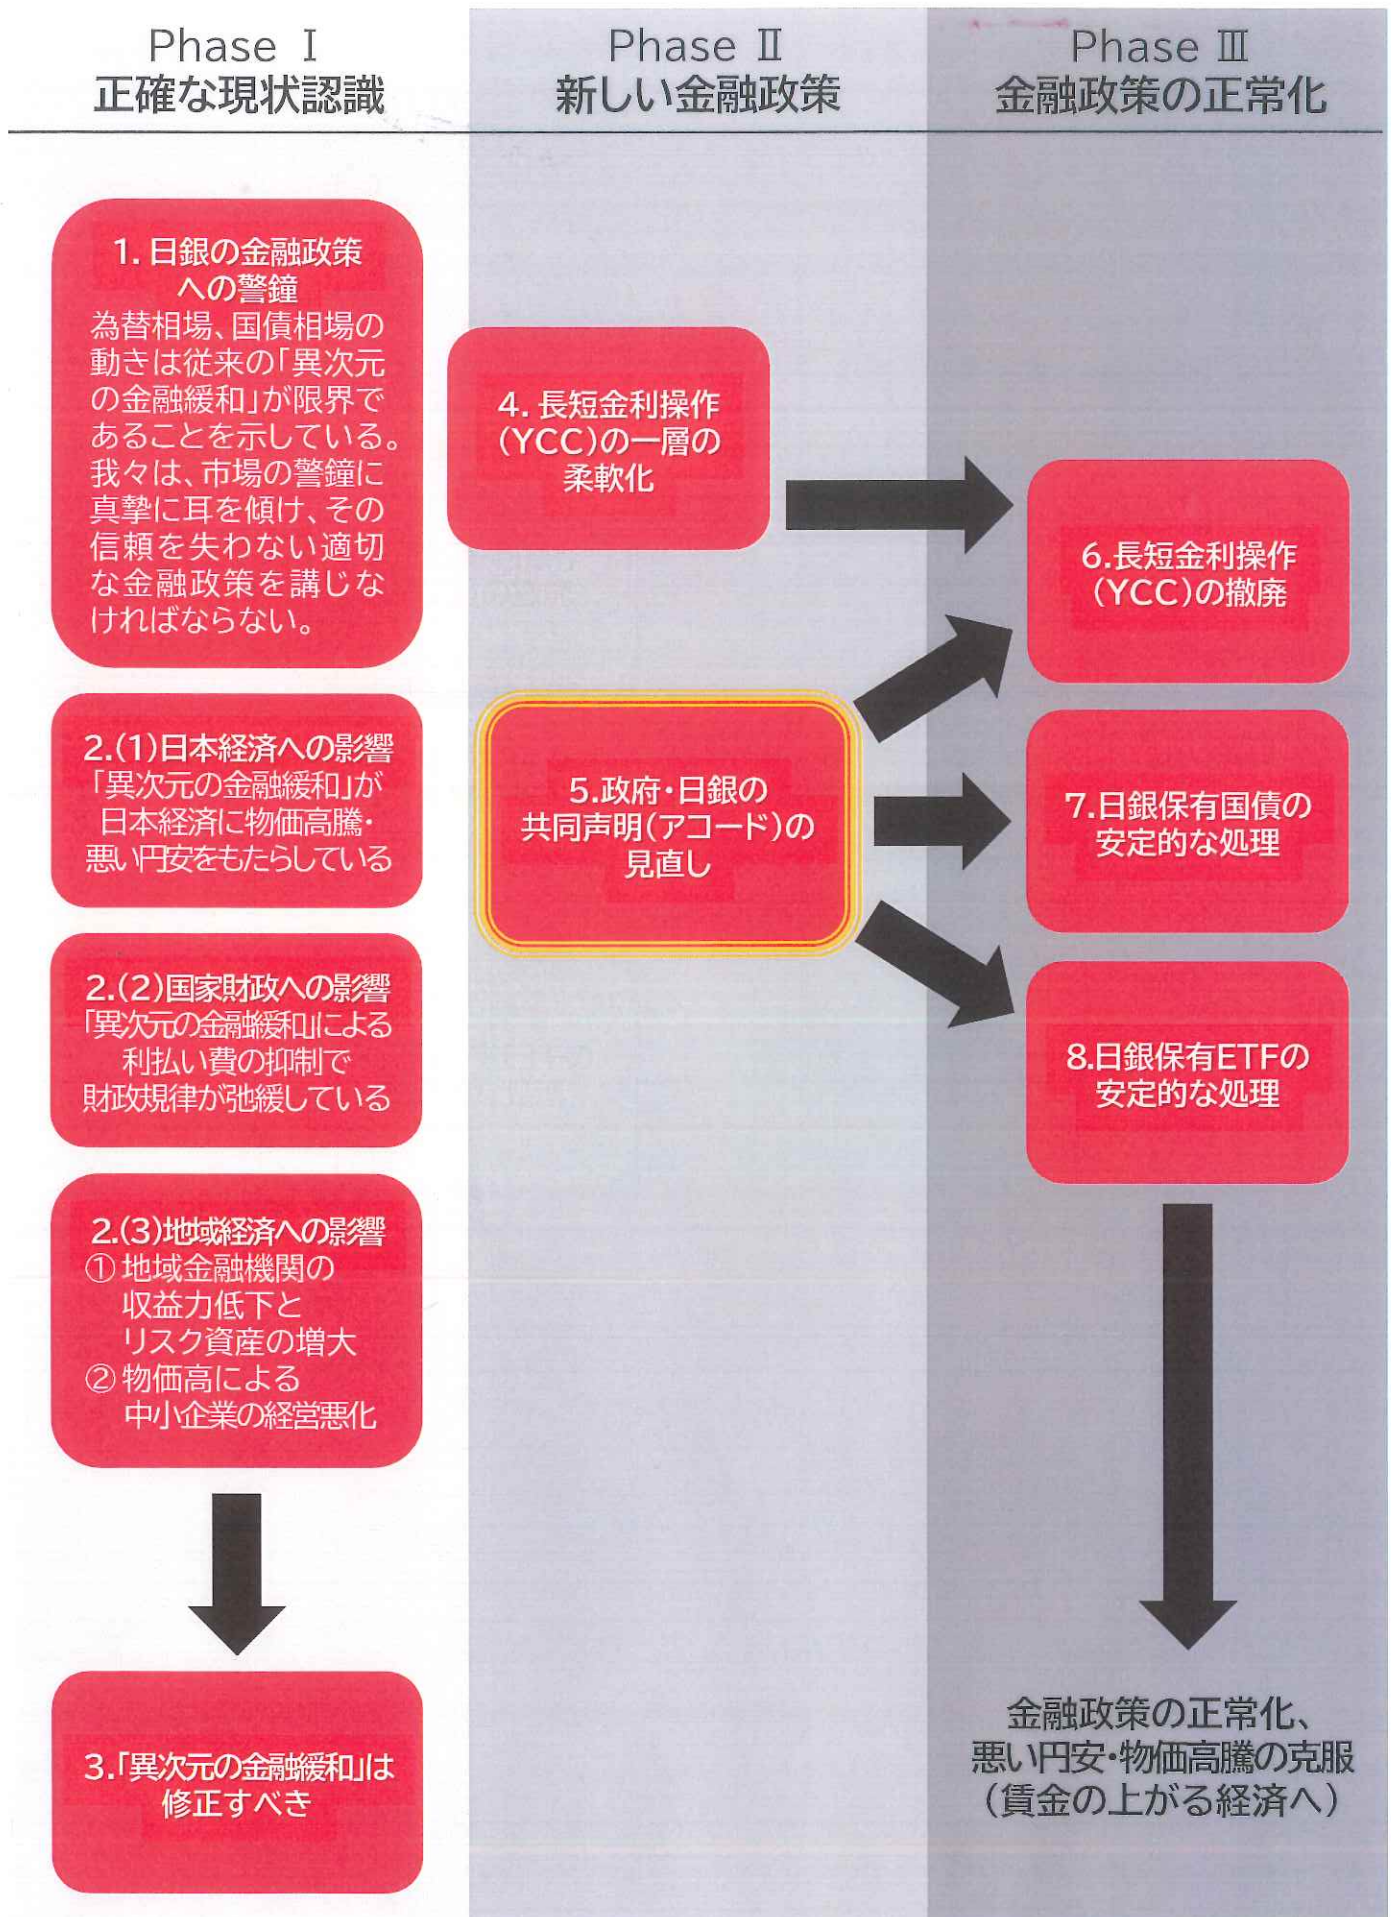 Phase Ⅰ
正確な現状認識
Phase Ⅱ
新しい金融政策
Phase Ⅲ
金融政策の正常化
1. 日銀の金融政策
への警鐘
為替相場、国債相場の
動きは従来の「異次元
の金融緩和」が限界で
あることを示している。
我々は、市場の警鐘に
真摯に耳を傾け、その
信頼を失わない適切
な金融政策を講じな
ければならない。
2.(1)日本経済への影響
「異次元の金融緩和」が
日本経済に物価高騰・
悪い円安をもたらしている
2.(2)国家財政への影響
「異次元の金融緩和」による
利払い費の抑制で
財政規律が弛緩している
2.(3)地域経済への影響
① 地域金融機関の
収益力低下と
リスク資産の増大
② 物価高による
中小企業の経営悪化
3.「異次元の金融緩和」は
修正すべき
4. 長短金利操作
(YCC)の一層の
柔軟化
5.政府・日銀の
共同声明(アコード)の
見直し
6.長短金利操作
(YCC)の撤廃
7.日銀保有国債の
安定的な処理
8.日銀保有ETFの
安定的な処理
金融政策の正常化、
悪い円安・物価高騰の克服
(賃金の上がる経済へ)